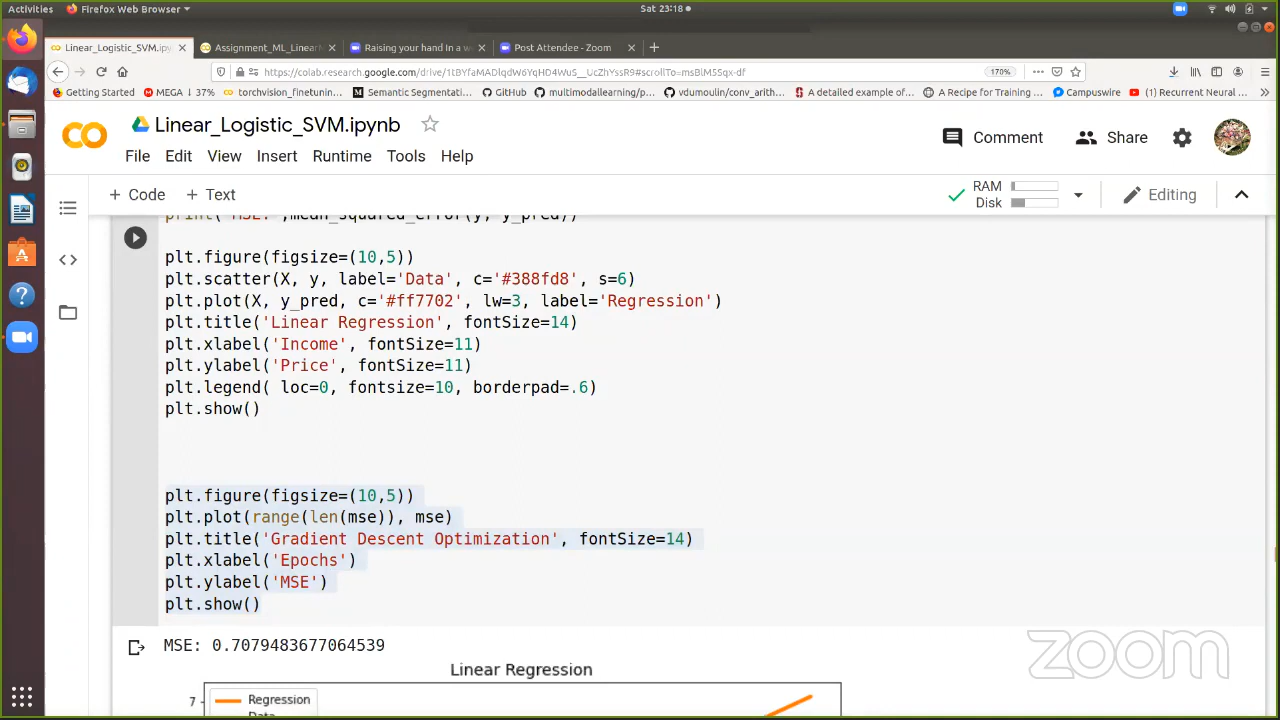 Activities Firefox Web Browser Sat 23:18
Linear_Logistic_SVM.ipy Assignment_ML_Linear Raising your hand in a w Post Attendee - Zoom
https://colab.research.google.com/drive/1tBYfaMADlqdW6YqHD4WuS__UcZhYssR9#scrollTo=msBlM5Sqx-df 170%
Getting Started MEGA ↓ 37% torchvision_finetunin... Semantic Segmentati... GitHub multimodallearning/p... vdumoulin/conv_arith... A detailed example of... A Recipe for Training ... Campuswire (1) Recurrent Neural ...
CO Linear_Logistic_SVM.ipynb
Comment Share
File Edit View Insert Runtime Tools Help
+ Code + Text RAM Disk Editing
print("MSE:",mean_squared_error(y, y_pred))
plt.figure(figsize=(10,5))
plt.scatter(X, y, label='Data', c='#388fd8', s=6)
plt.plot(X, y_pred, c='#ff7702', lw=3, label='Regression')
plt.title('Linear Regression', fontSize=14)
plt.xlabel('Income', fontSize=11)
plt.ylabel('Price', fontSize=11)
plt.legend( loc=0, fontsize=10, borderpad=.6)
plt.show()
plt.figure(figsize=(10,5))
plt.plot(range(len(mse)), mse)
plt.title('Gradient Descent Optimization', fontSize=14)
plt.xlabel('Epochs')
plt.ylabel('MSE')
plt.show()
MSE: 0.7079483677064539
Linear Regression
7 Regression
Data
zoom